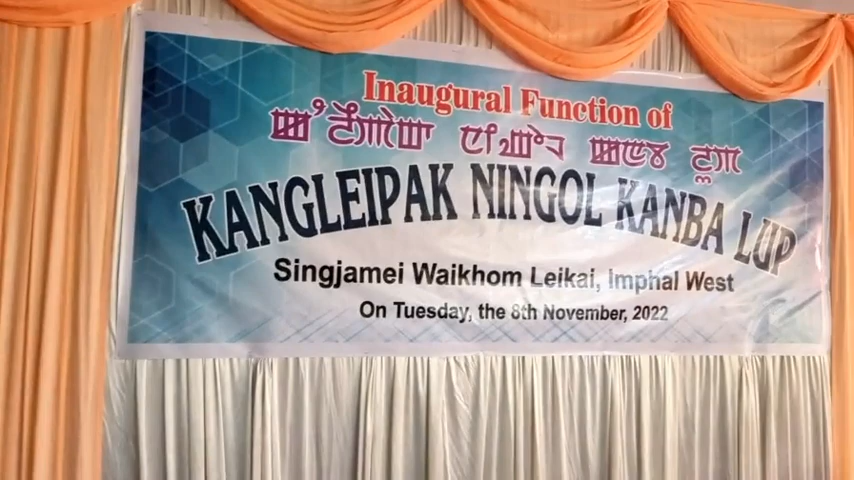 Inaugural Function of
ꯀꯪꯂꯩꯄꯥꯛ ꯅꯤꯉꯣꯜ ꯀꯟꯕ ꯂꯨꯞ
KANGLEIPAK NINGOL KANBA LUP
Singjamei Waikhom Leikai, Imphal West
On Tuesday, the 8th November, 2022